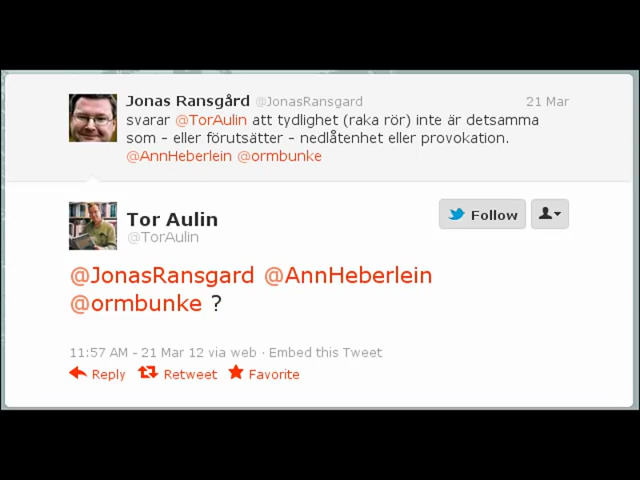 Jonas Ransgård @JonasRansgard 21 Mar
svarar @TorAulin att tydlighet (raka rör) inte är detsamma
som - eller förutsätter - nedlåtenhet eller provokation.
@AnnHeberlein @ormbunke
Tor Aulin
@TorAulin
Follow
@JonasRansgard @AnnHeberlein
@ormbunke ?
11:57 AM - 21 Mar 12 via web · Embed this Tweet
Reply Retweet Favorite